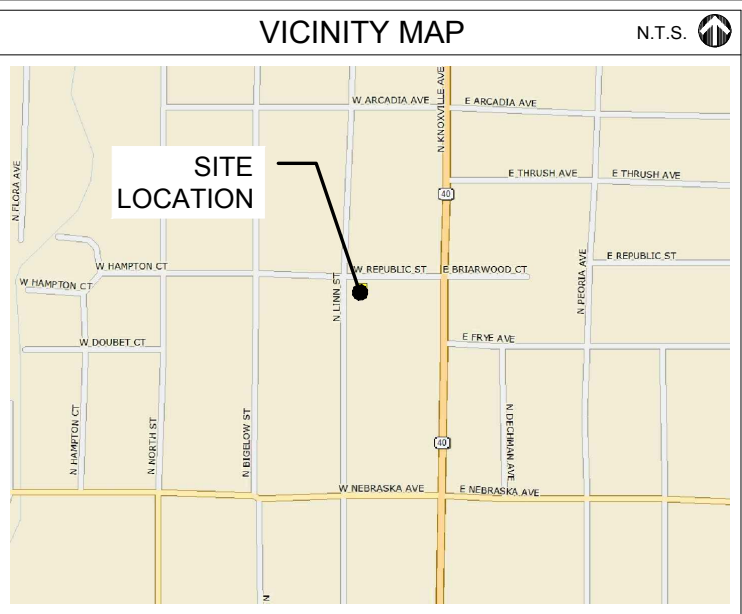 VICINITY MAP
N.T.S.
W ARCADIA AVE
E ARCADIA AVE
N KNOXVILLE AVE
SITE
LOCATION
N FLORA AVE
E THRUSH AVE
E THRUSH AVE
40
W HAMPTON CT
W REPUBLIC ST
E BRIARWOOD CT
E REPUBLIC ST
N PEORIA AVE
W HAMPTON CT
N LINN ST
W DOUBET CT
E FRYE AVE
N HAMPTON CT
N NORTH ST
N BIGELOW ST
N DECHMAN AVE
40
W NEBRASKA AVE
E NEBRASKA AVE
N